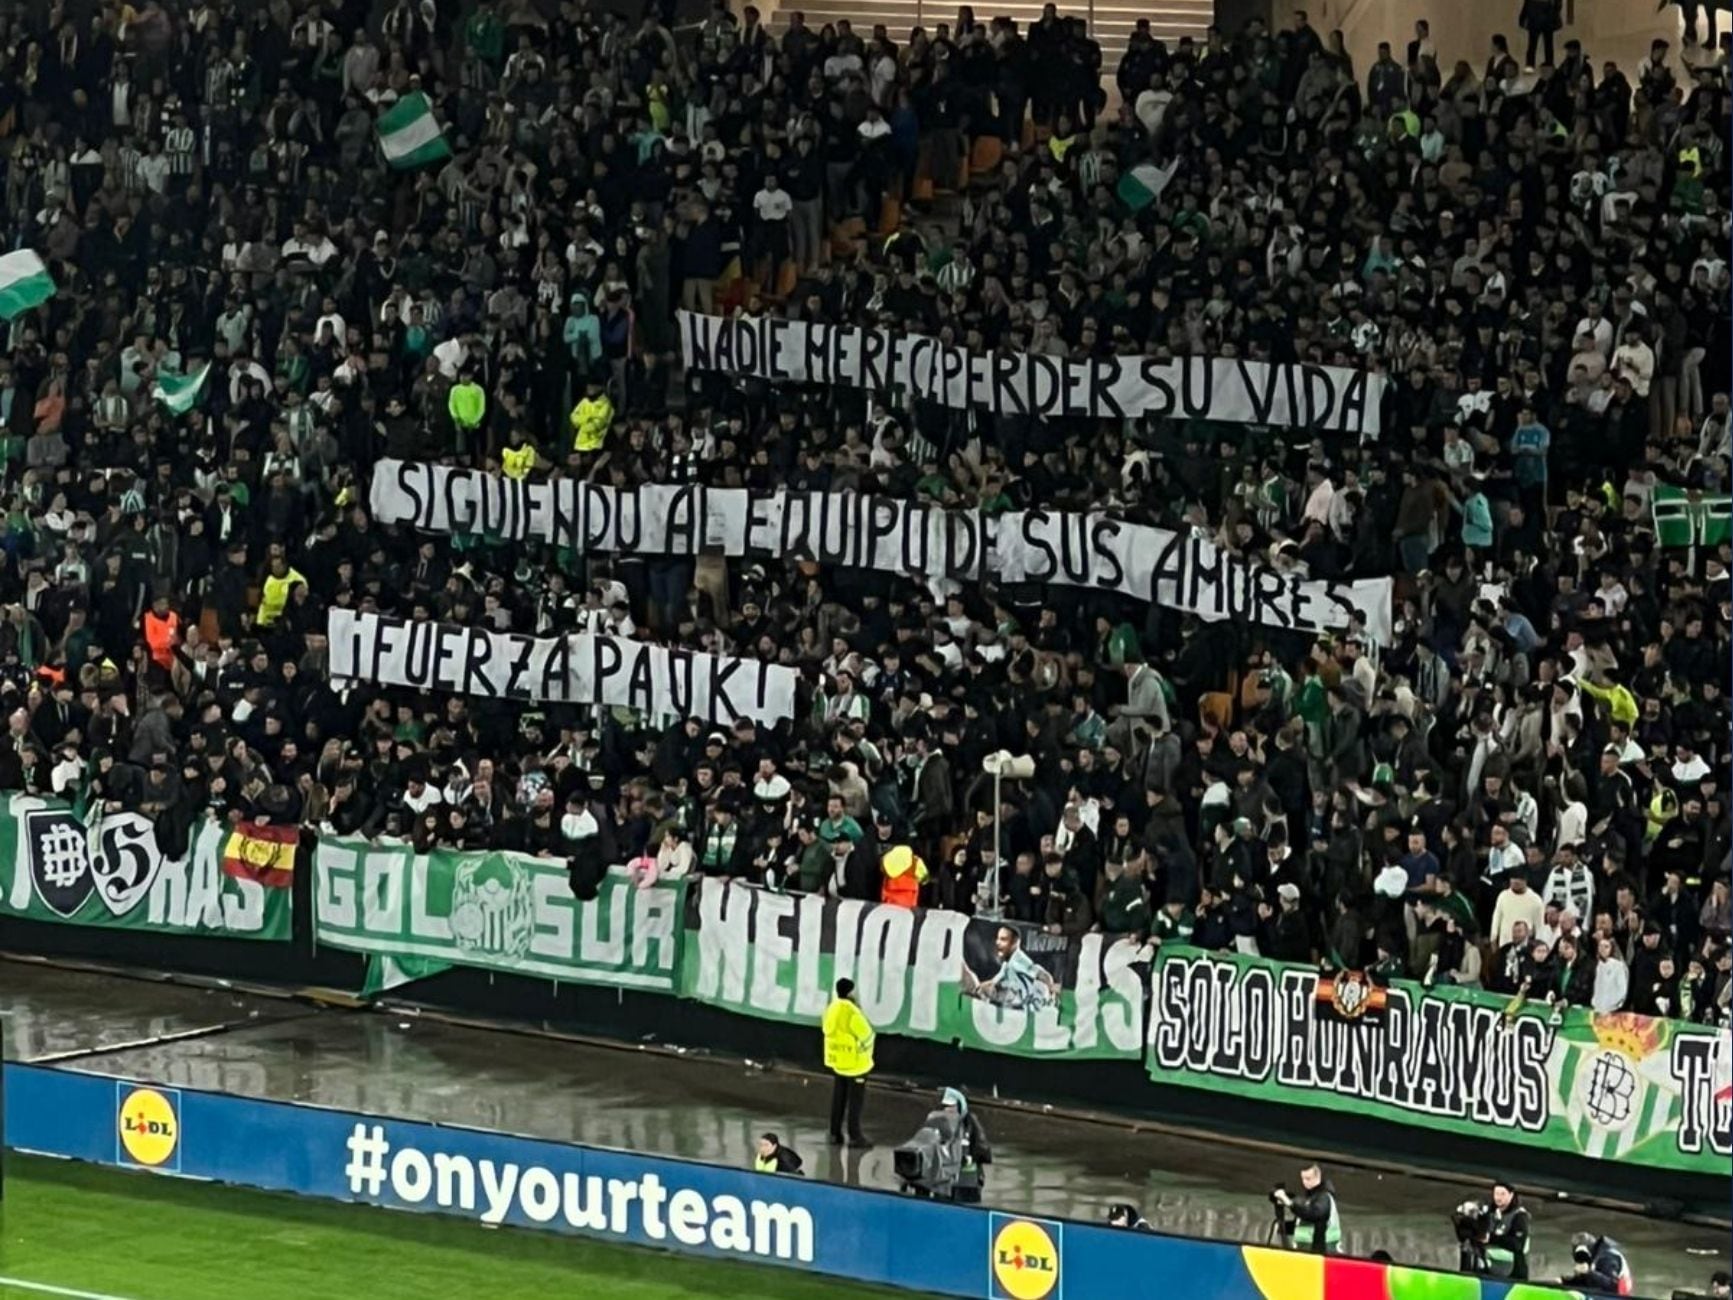 NADIE MEREC PERDER SU VIDA
SIGUIENDO AL EQUIPO DE SUS AMORES
¡FUERZA PAOK!
GOL SUR
HELIOPOLIS
SOLO HONRAMOS
LIDL
#onyourteam
LIDL